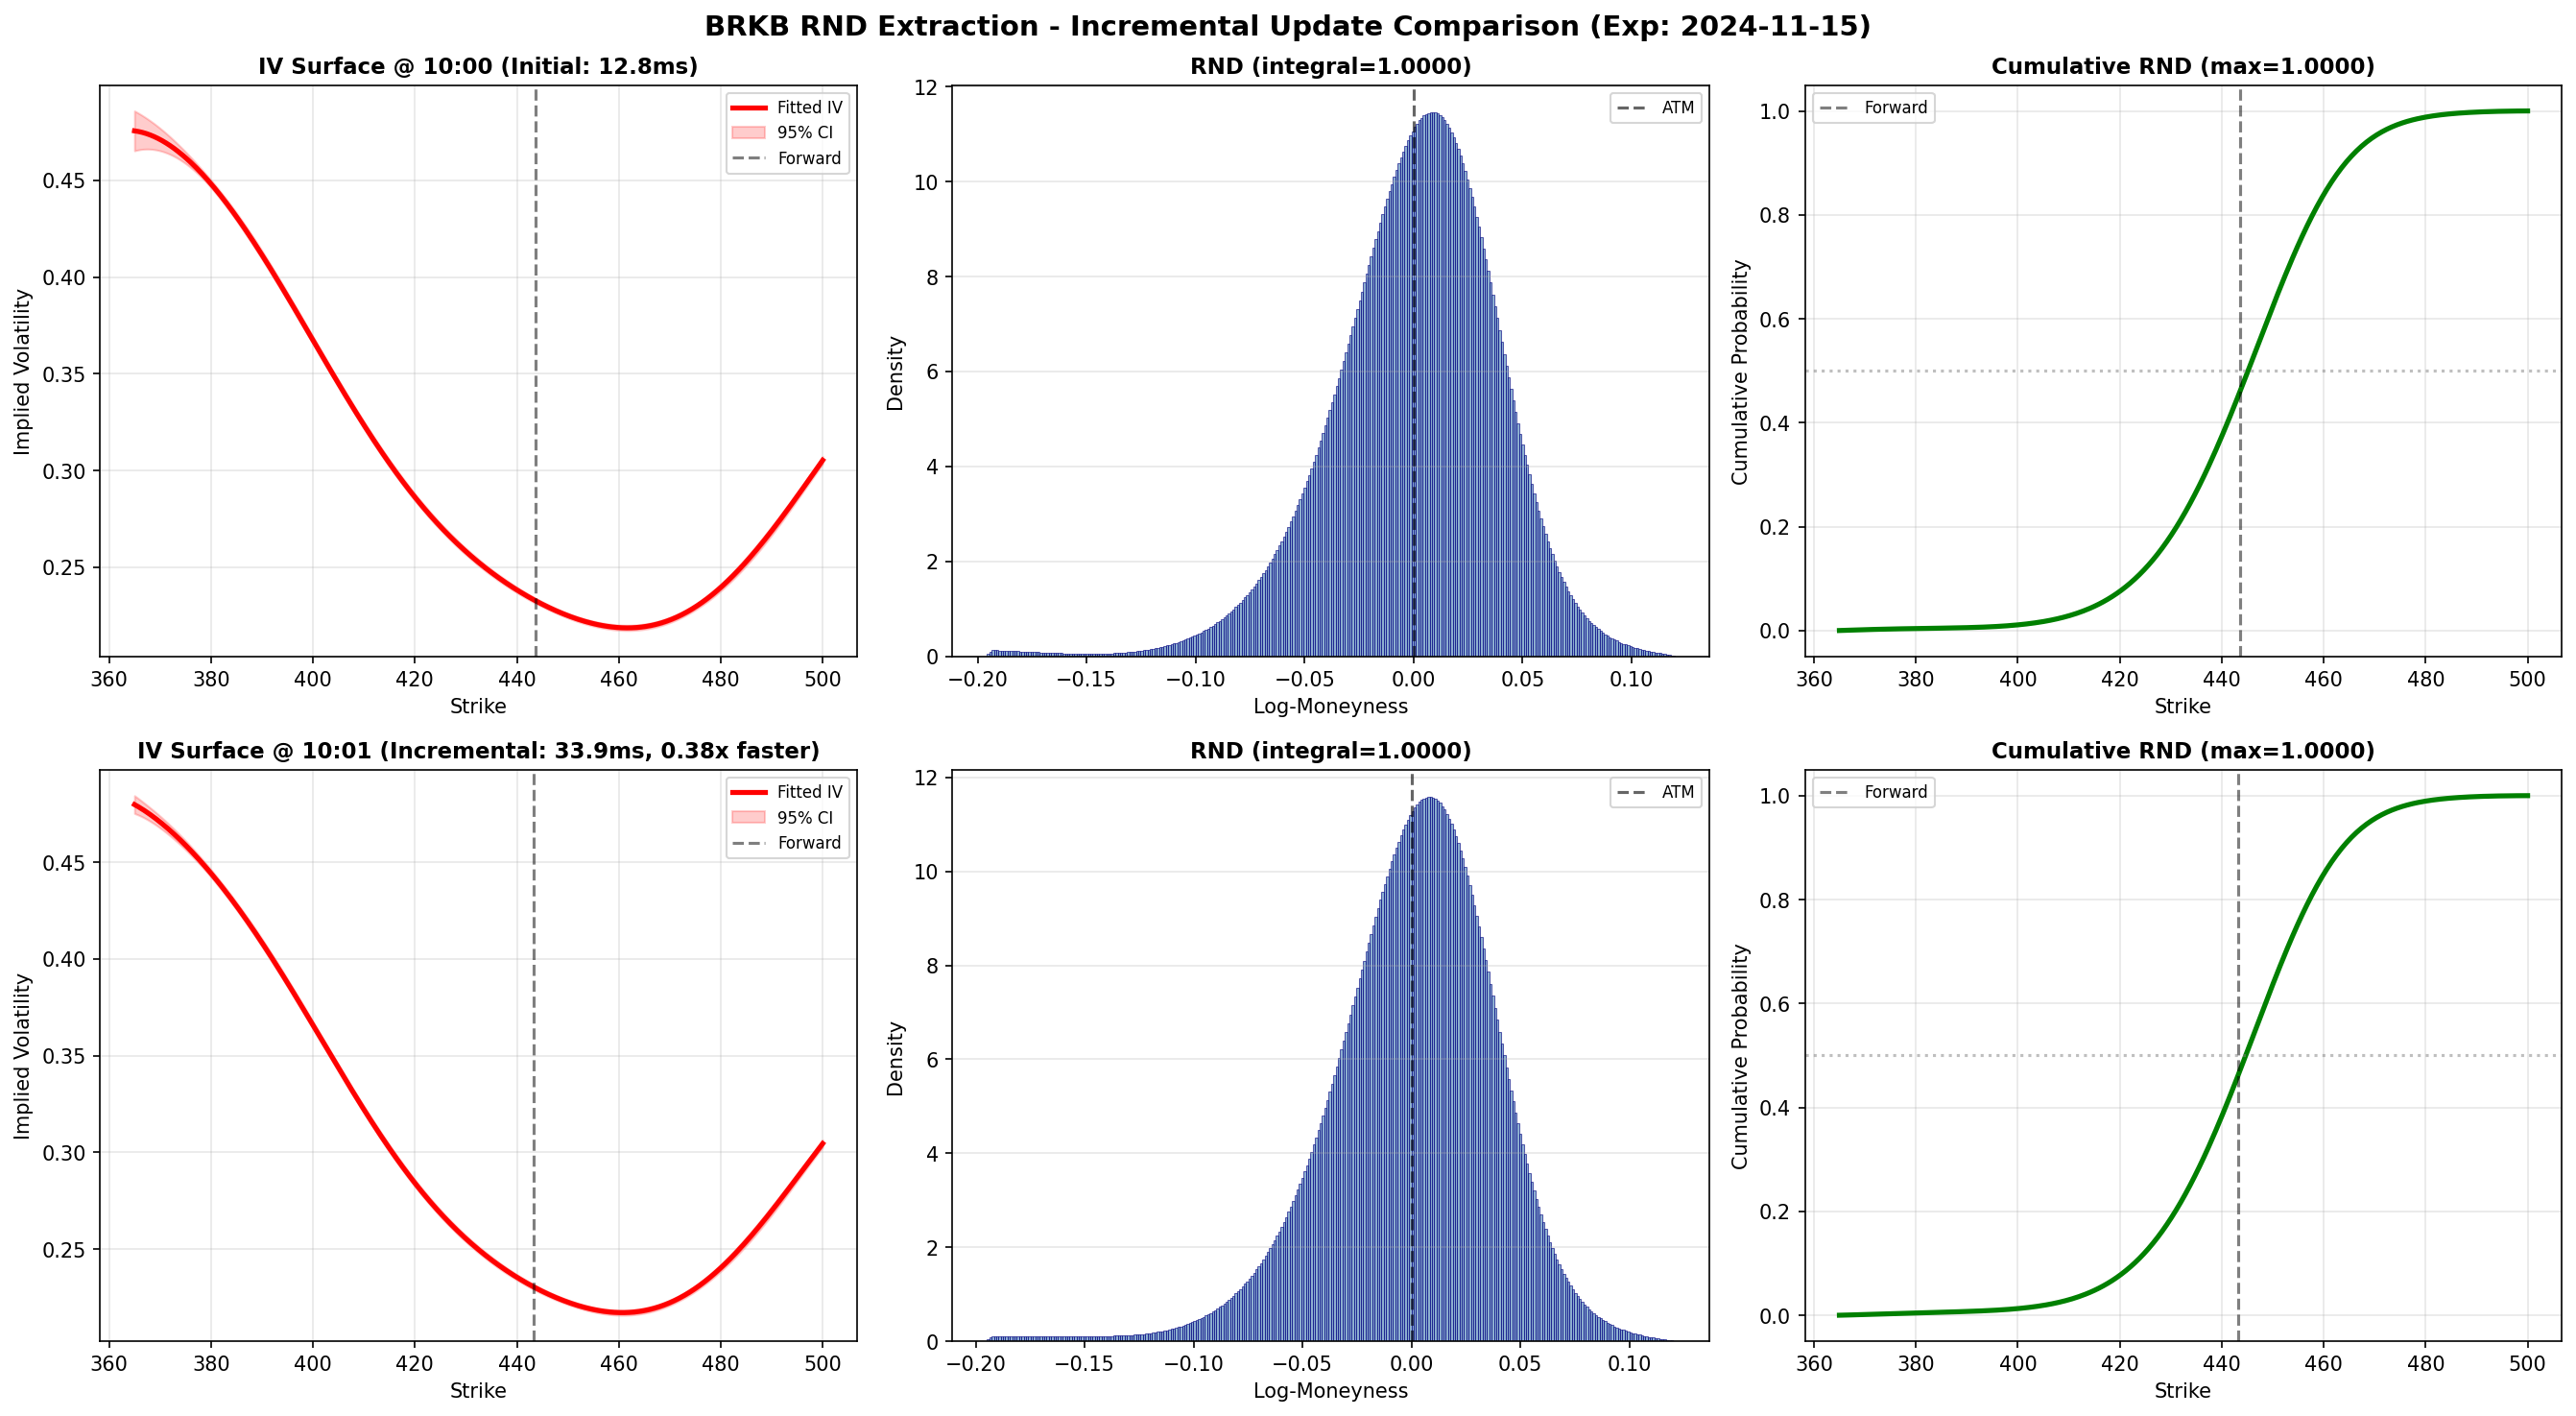 BRKB RND Extraction - Incremental Update Comparison (Exp: 2024-11-15)
IV Surface @ 10:00 (Initial: 12.8ms)
Implied Volatility
0.45
0.40
0.35
0.30
0.25
Fitted IV
95% CI
Forward
360 380 400 420 440 460 480 500
Strike
RND (integral=1.0000)
Density
12
10
8
6
4
2
0
ATM
−0.20 −0.15 −0.10 −0.05 0.00 0.05 0.10
Log-Moneyness
Cumulative RND (max=1.0000)
Cumulative Probability
1.0
0.8
0.6
0.4
0.2
0.0
Forward
360 380 400 420 440 460 480 500
Strike
IV Surface @ 10:01 (Incremental: 33.9ms, 0.38x faster)
Implied Volatility
0.45
0.40
0.35
0.30
0.25
Fitted IV
95% CI
Forward
360 380 400 420 440 460 480 500
Strike
RND (integral=1.0000)
Density
12
10
8
6
4
2
0
ATM
−0.20 −0.15 −0.10 −0.05 0.00 0.05 0.10
Log-Moneyness
Cumulative RND (max=1.0000)
Cumulative Probability
1.0
0.8
0.6
0.4
0.2
0.0
Forward
360 380 400 420 440 460 480 500
Strike